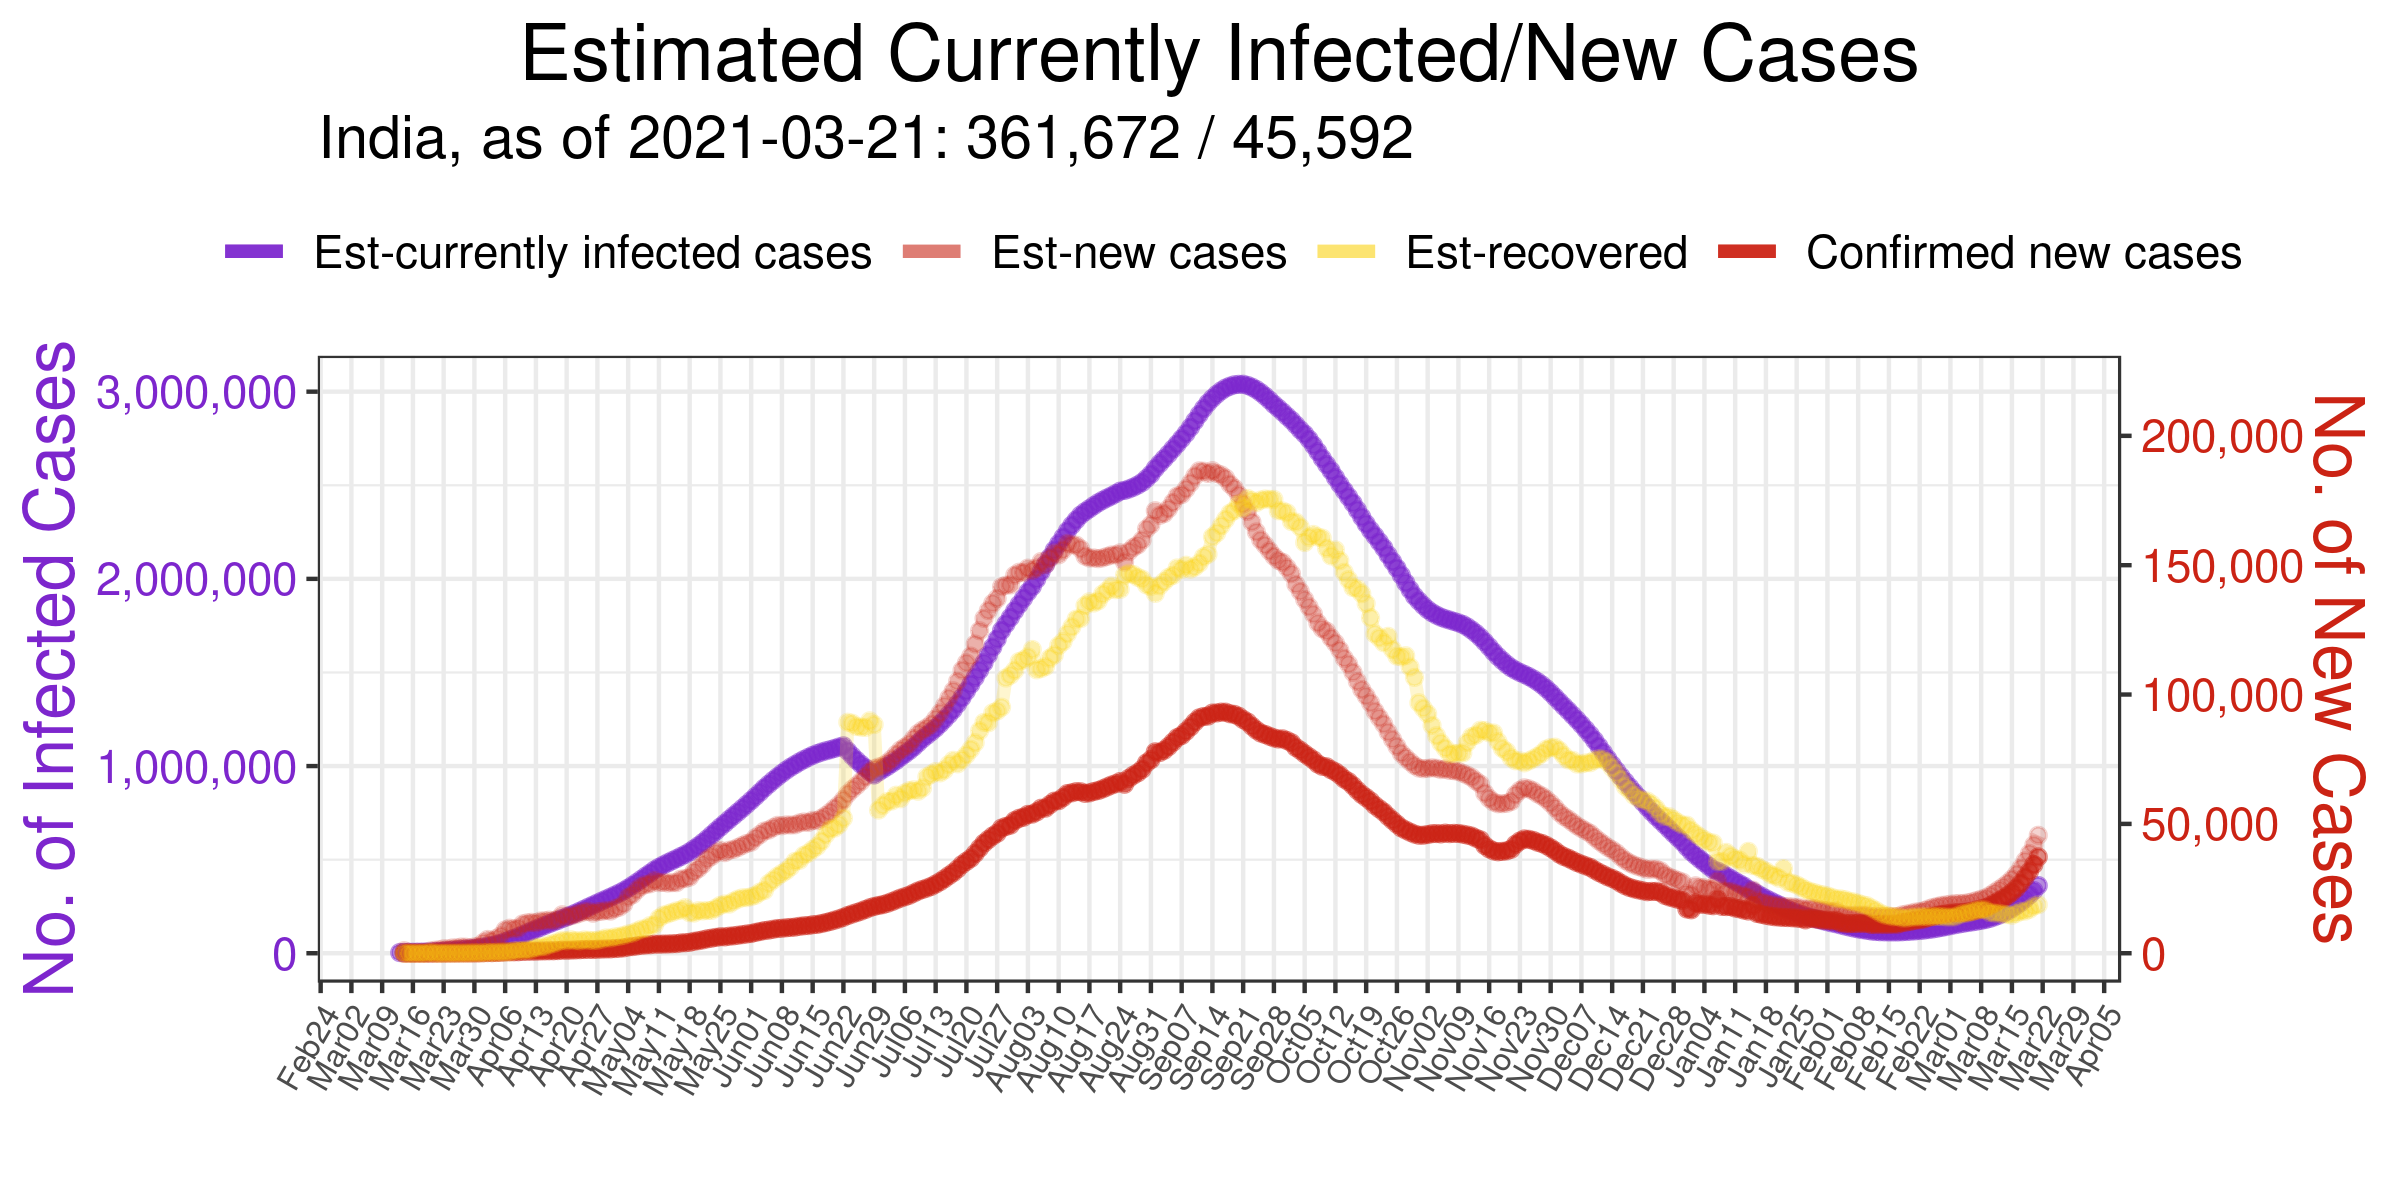 Estimated Currently Infected/New Cases
India, as of 2021-03-21: 361,672 / 45,592
Est-currently infected cases Est-new cases Est-recovered Confirmed new cases
No. of Infected Cases
3,000,000
2,000,000
1,000,000
0
200,000
150,000
100,000
50,000
0
No. of New Cases
Feb24 Mar02 Mar09 Mar16 Mar23 Mar30 Apr06 Apr13 Apr20 Apr27 May04 May11 May18 May25 Jun01 Jun08 Jun15 Jun22 Jun29 Jul06 Jul13 Jul20 Jul27 Aug03 Aug10 Aug17 Aug24 Aug31 Sep07 Sep14 Sep21 Sep28 Oct05 Oct12 Oct19 Oct26 Nov02 Nov09 Nov16 Nov23 Nov30 Dec07 Dec14 Dec21 Dec28 Jan04 Jan11 Jan18 Jan25 Feb01 Feb08 Feb15 Feb22 Mar01 Mar08 Mar15 Mar22 Mar29 Apr05